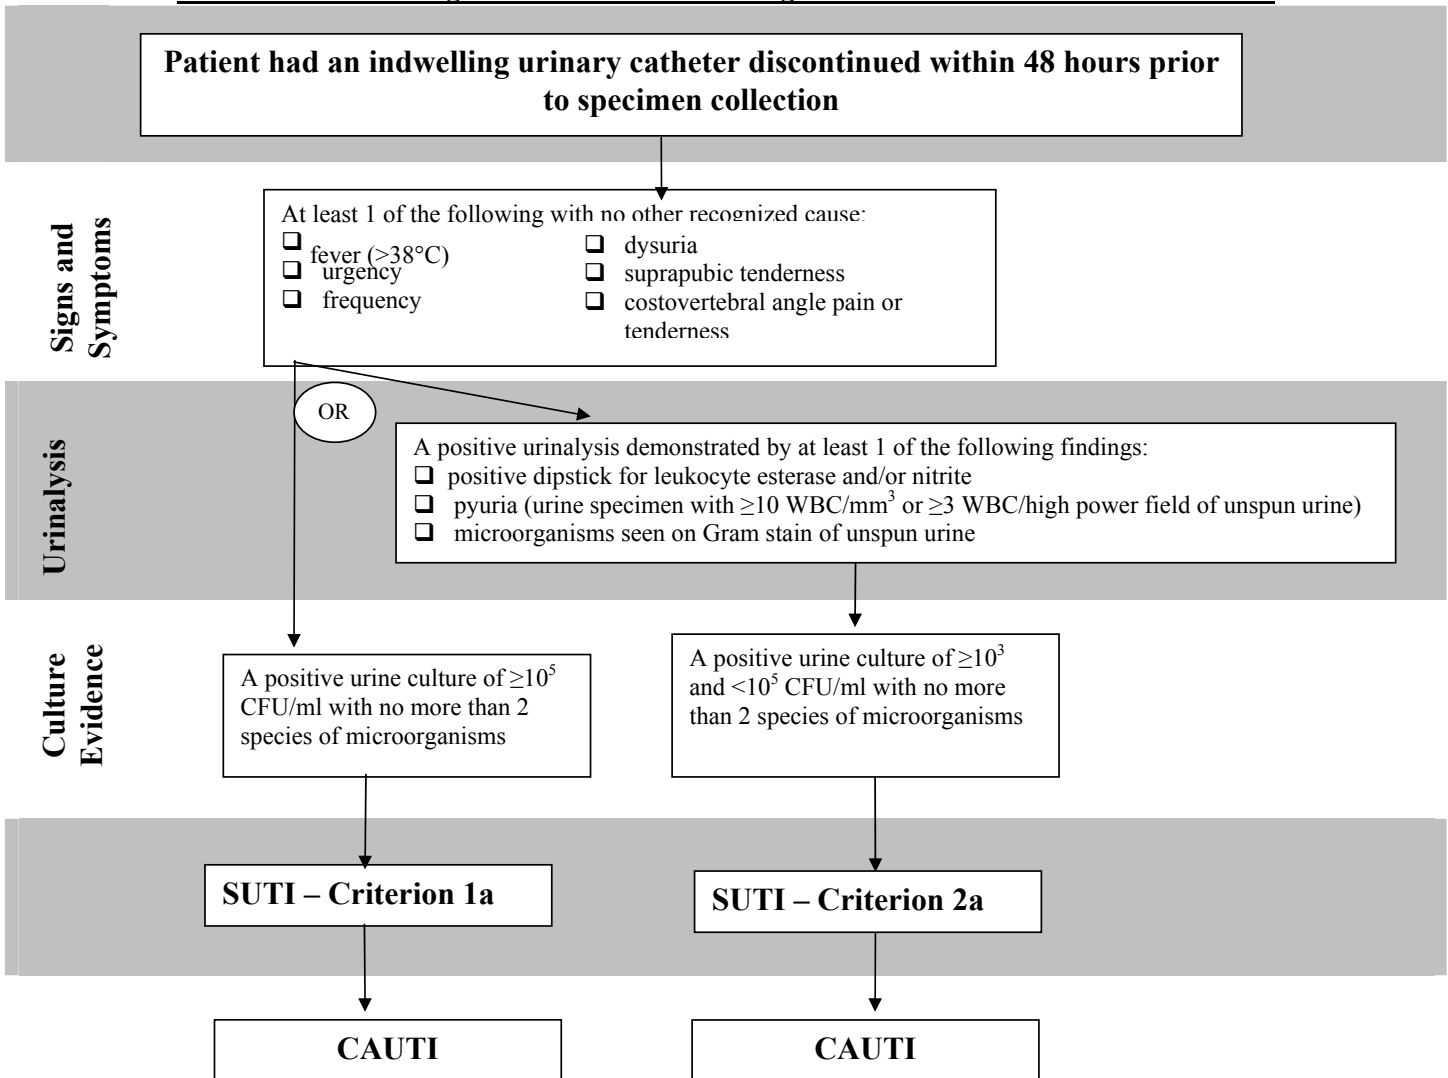 Patient had an indwelling urinary catheter discontinued within 48 hours prior
to specimen collection
Signs and
Symptoms
At least 1 of the following with no other recognized cause:
❑ fever (>38°C)
❑ urgency
❑ frequency
❑ dysuria
❑ suprapubic tenderness
❑ costovertebral angle pain or
tenderness
OR
Urinalysis
A positive urinalysis demonstrated by at least 1 of the following findings:
❑ positive dipstick for leukocyte esterase and/or nitrite
❑ pyuria (urine specimen with ≥10 WBC/mm³ or ≥3 WBC/high power field of unspun urine)
❑ microorganisms seen on Gram stain of unspun urine
Culture
Evidence
A positive urine culture of ≥10⁵
CFU/ml with no more than 2
species of microorganisms
A positive urine culture of ≥10³
and <10⁵ CFU/ml with no more
than 2 species of microorganisms
SUTI – Criterion 1a
SUTI – Criterion 2a
CAUTI
CAUTI